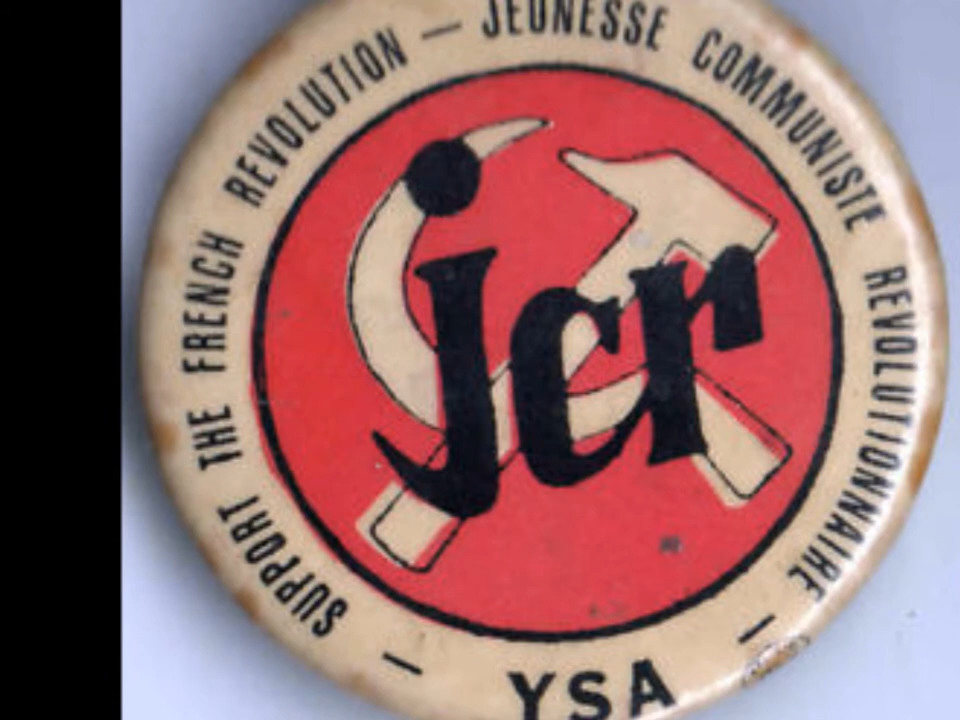 SUPPORT THE FRENCH REVOLUTION — JEUNESSE COMMUNISTE REVOLUTIONNAIRE —
jcr
— YSA